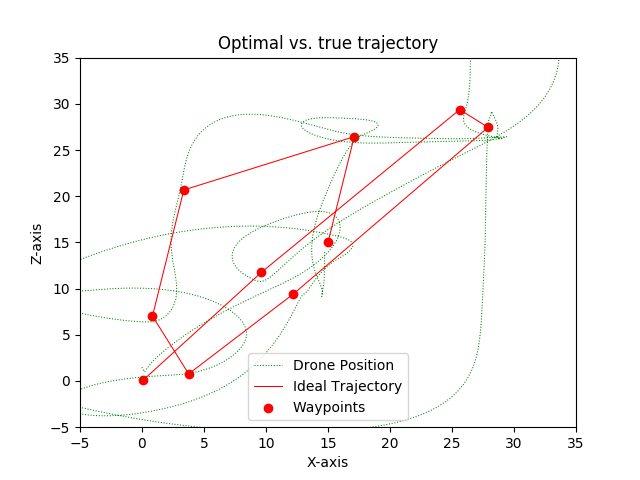 Optimal vs. true trajectory
Z-axis
35
30
25
20
15
10
5
0
−5
Drone Position
Ideal Trajectory
Waypoints
−5 0 5 10 15 20 25 30 35
X-axis